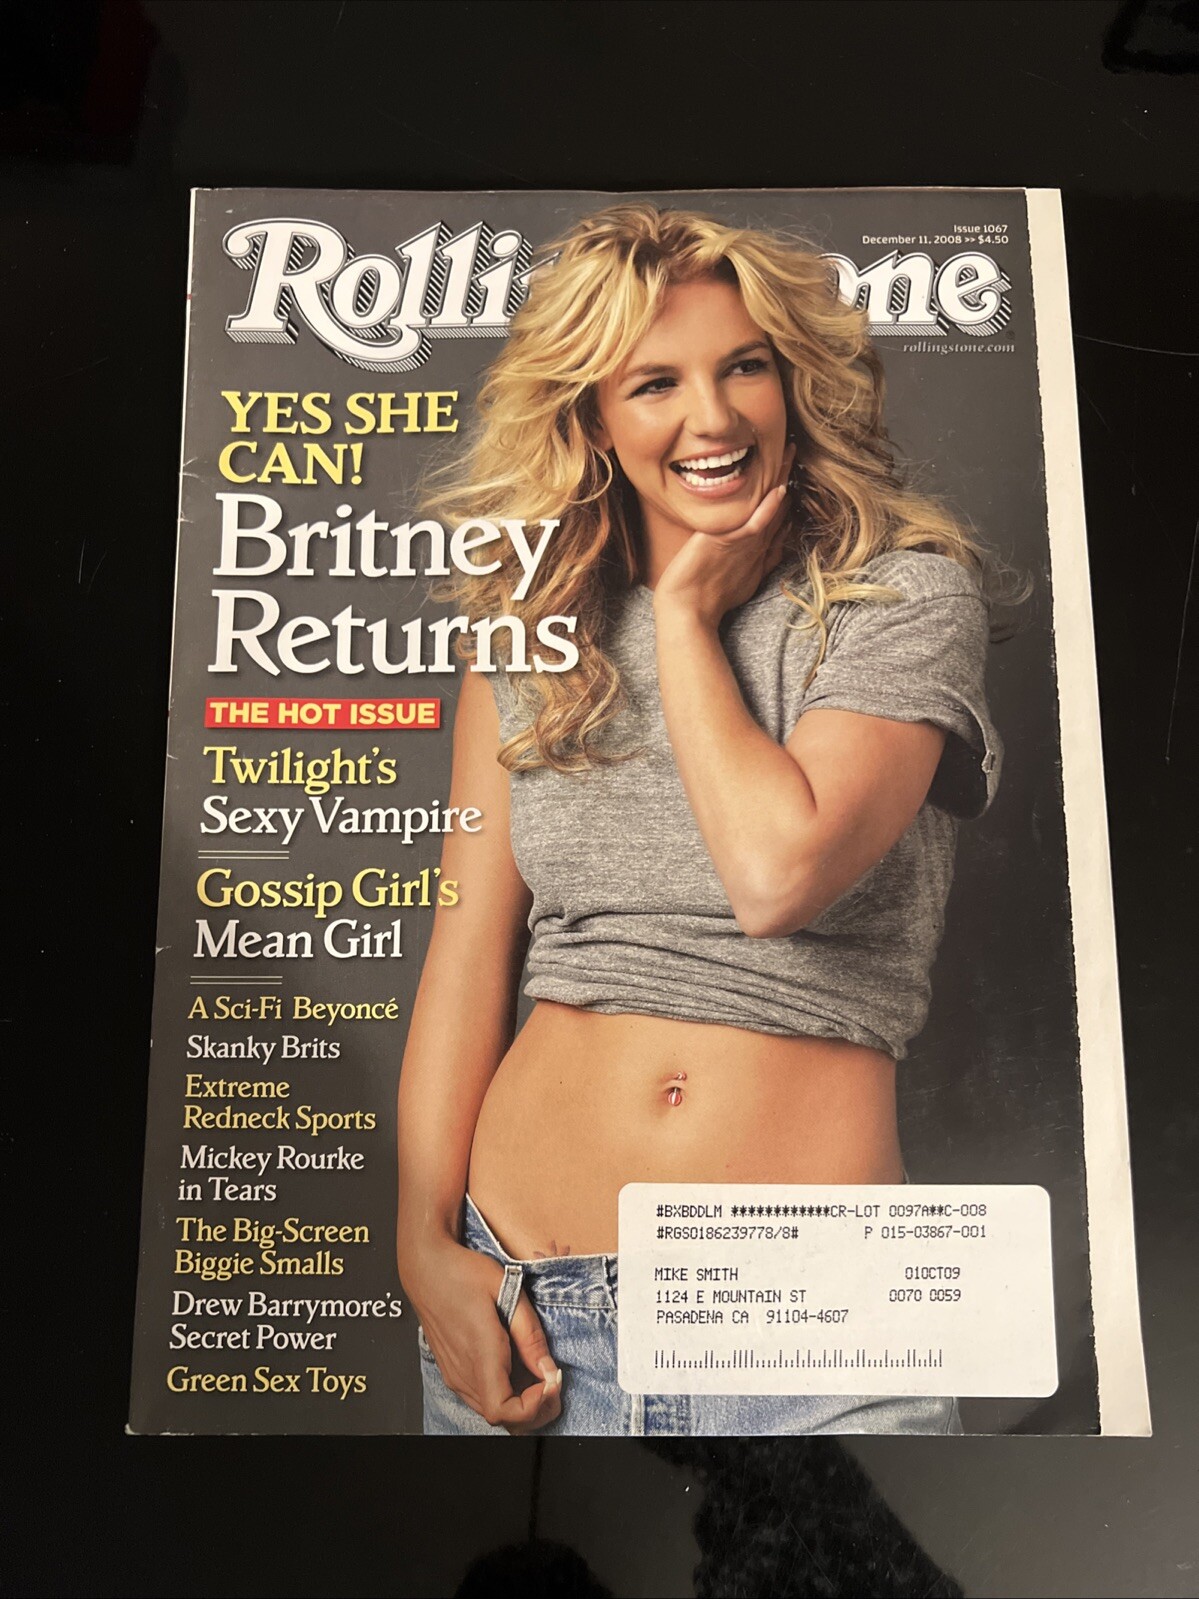 Issue 1067
December 11, 2008 >> $4.50
Rolli one
rollingstone.com
YES SHE
CAN!
Britney
Returns
THE HOT ISSUE
Twilight's
Sexy Vampire
Gossip Girl's
Mean Girl
A Sci-Fi Beyoncé
Skanky Brits
Extreme
Redneck Sports
Mickey Rourke
in Tears
The Big-Screen
Biggie Smalls
Drew Barrymore's
Secret Power
Green Sex Toys
#BXBDDLM ************CR-LOT 0097A**C-008
#RGS0186239778/8# P 015-03867-001
MIKE SMITH 01OCT09
1124 E MOUNTAIN ST 0070 0059
PASADENA CA 91104-4607